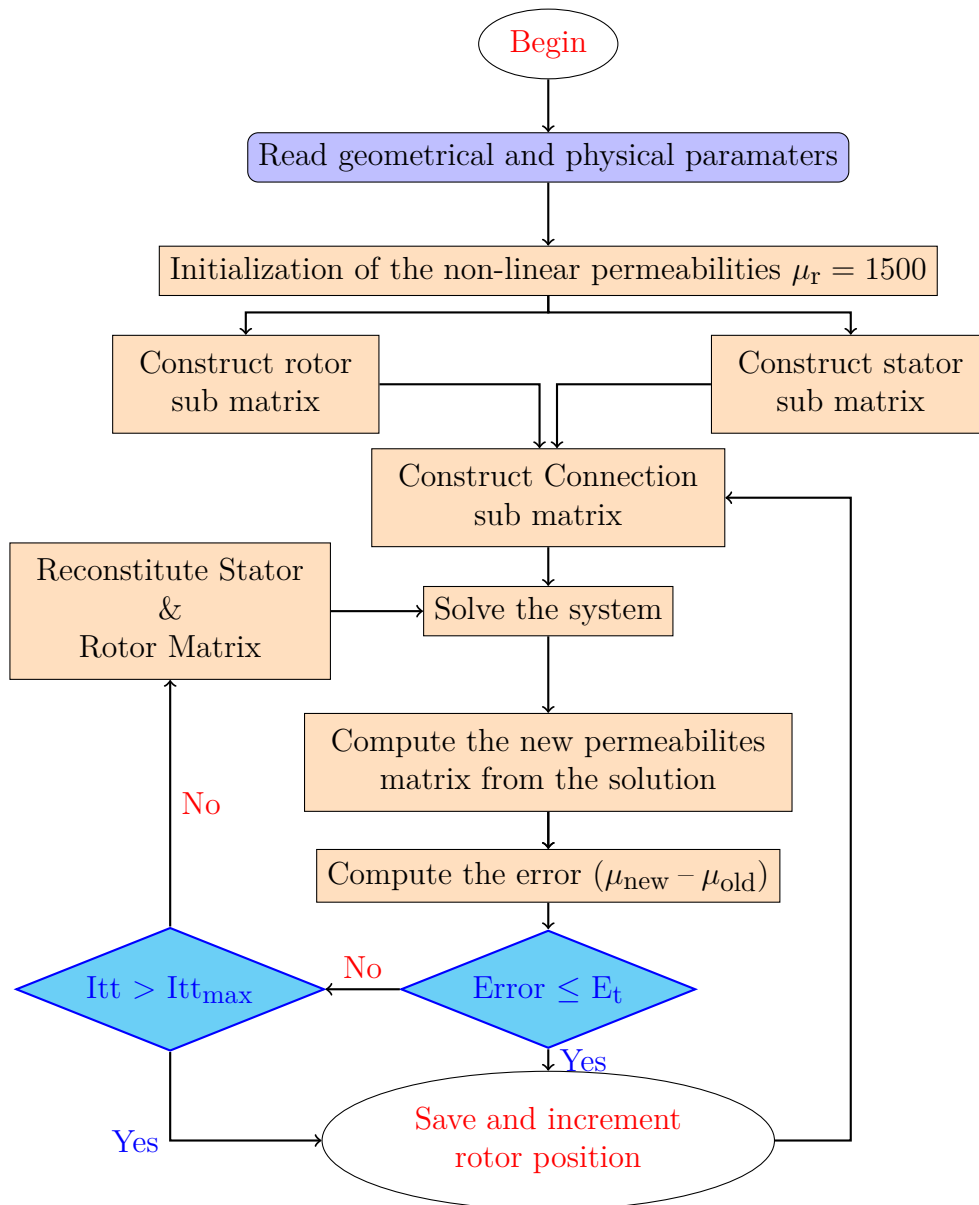 Begin
Read geometrical and physical paramaters
Initialization of the non-linear permeabilities μr = 1500
Construct rotor
sub matrix
Construct stator
sub matrix
Construct Connection
sub matrix
Reconstitute Stator
&
Rotor Matrix
Solve the system
Compute the new permeabilites
matrix from the solution
No
Compute the error (μnew – μold)
Itt > Ittmax
No
Error ≤ Et
Yes
Yes
Save and increment
rotor position